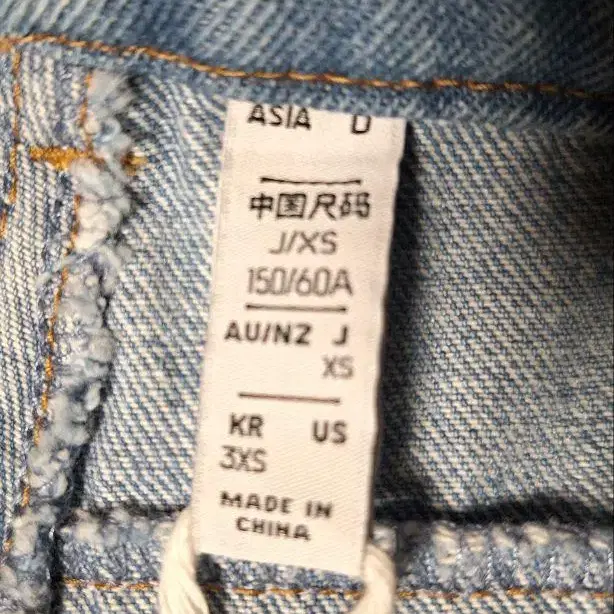 ASIA D
中国尺码
J/XS
150/60A
AU/NZ J
XS
KR US
3XS
MADE IN
CHINA